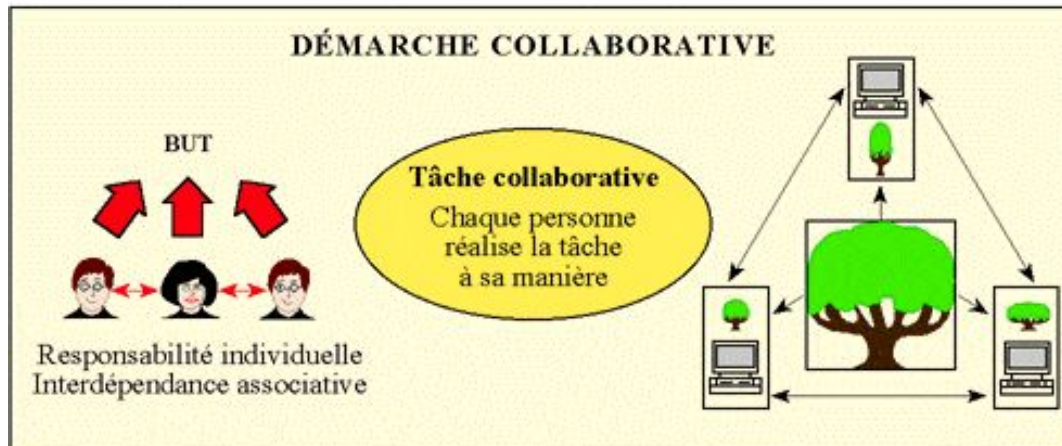 DÉMARCHE COLLABORATIVE
BUT
Responsabilité individuelle
Interdépendance associative
Tâche collaborative
Chaque personne
réalise la tâche
à sa manière